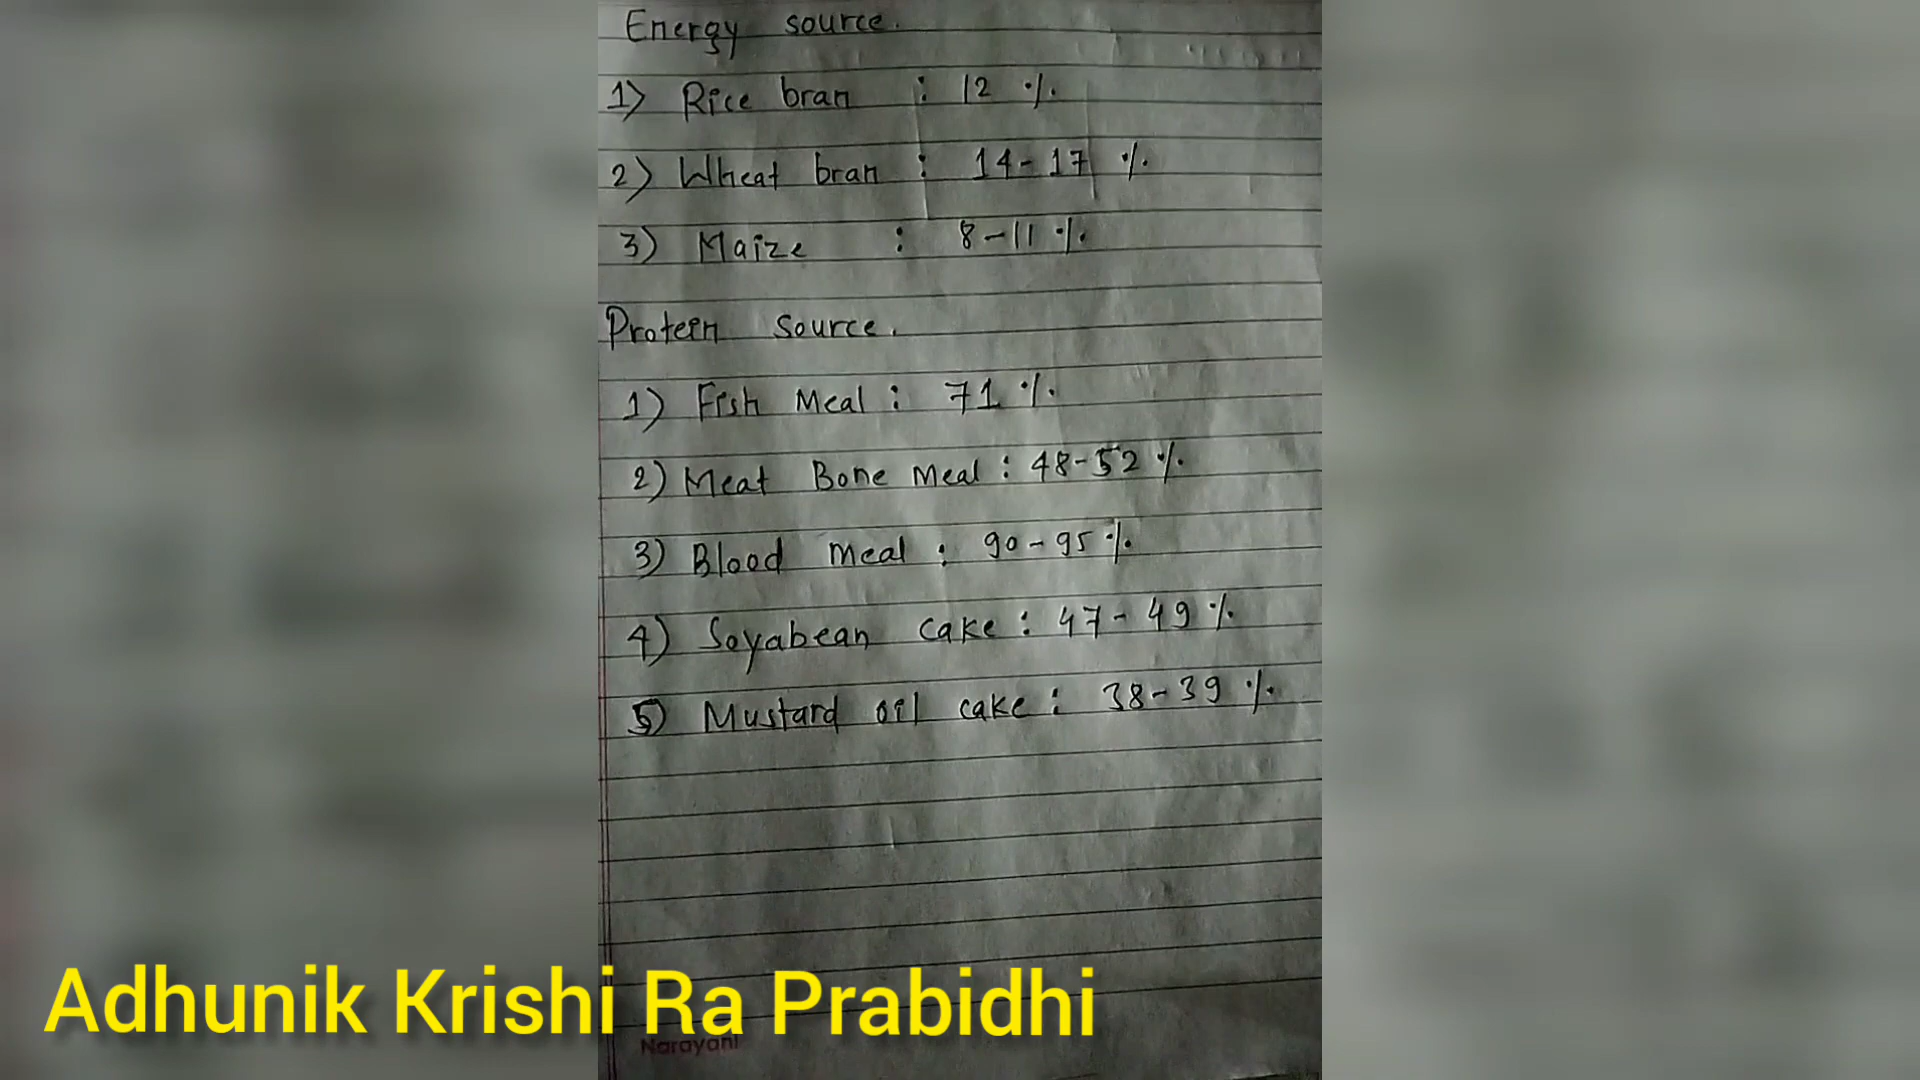 Energy source.
1) Rice bran : 12 %
2) Wheat bran : 14-17 %
3) Maize : 8-11 %
Protein source.
1) Fish Meal : 71 %
2) Meat Bone Meal : 48-52 %
3) Blood Meal : 90-95 %
4) Soyabean cake : 47-49 %
5) Mustard oil cake : 38-39 %
Adhunik Krishi Ra Prabidhi
Narayani